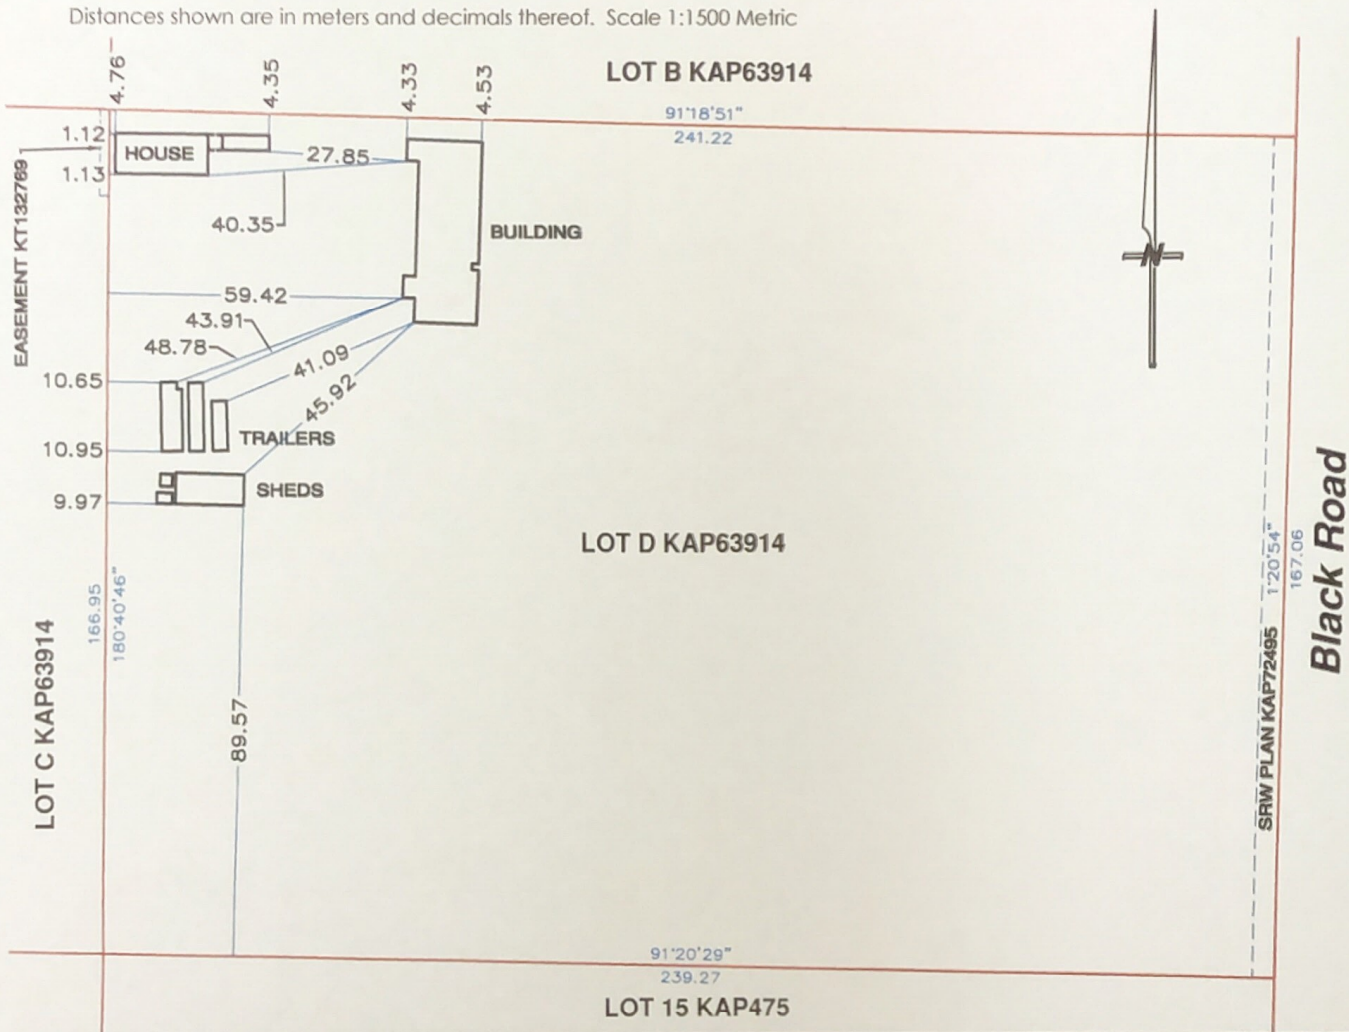 Distances shown are in meters and decimals thereof. Scale 1:1500 Metric
4.76
4.35
4.33
4.53
LOT B KAP63914
91°18'51"
241.22
1.12
HOUSE
27.85
1.13
EASEMENT KT132769
40.35
BUILDING
N
59.42
43.91
48.78
41.09
45.92
10.65
TRAILERS
10.95
SHEDS
9.97
LOT D KAP63914
166.95
180°40'46"
LOT C KAP63914
89.57
1°20'54"
167.06
SRW PLAN KAP72495
Black Road
91°20'29"
239.27
LOT 15 KAP475